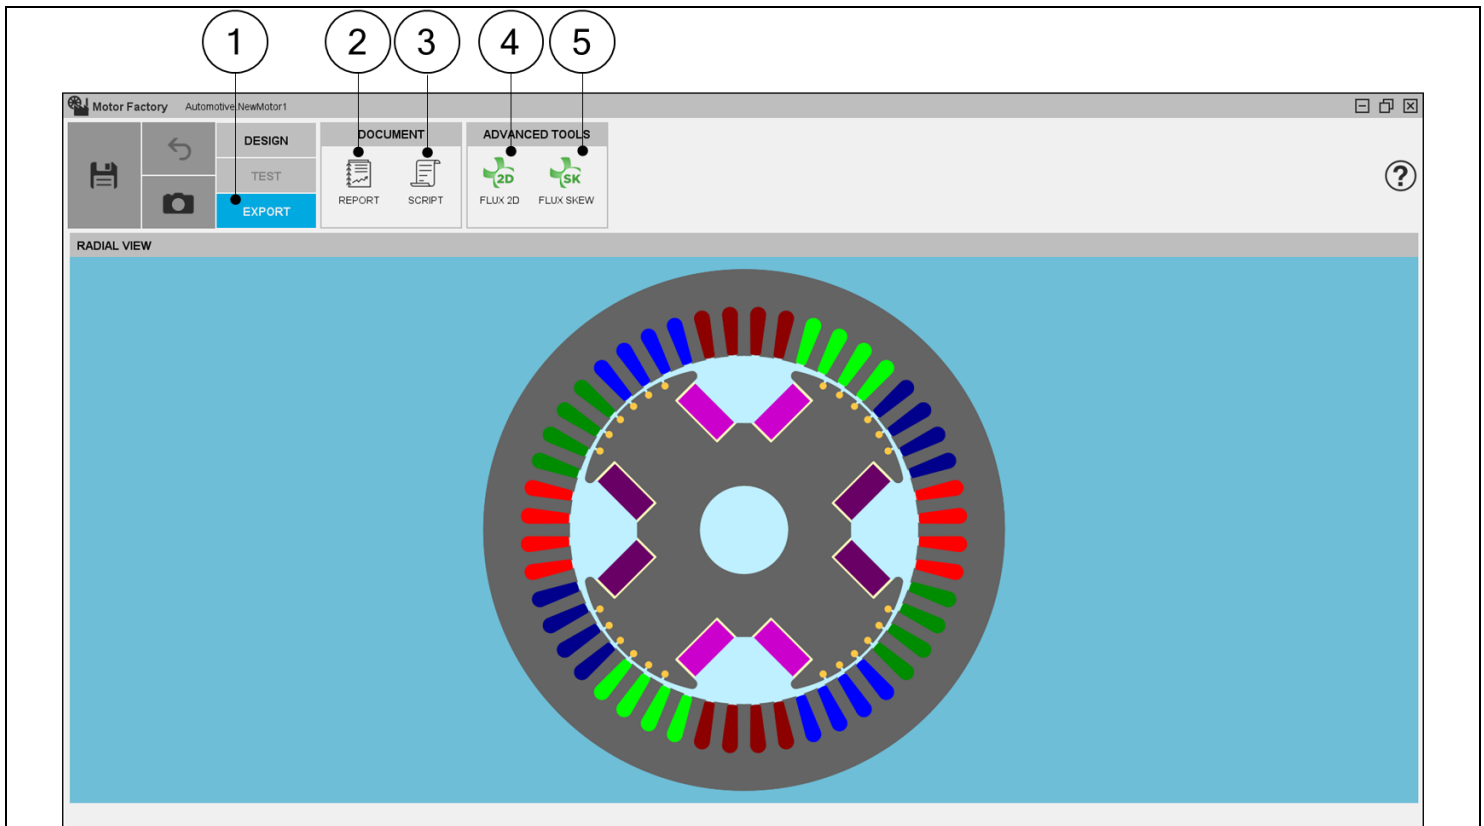 1 2 3 4 5
Motor Factory Automotive.NewMotor1
DESIGN DOCUMENT ADVANCED TOOLS
TEST
EXPORT REPORT SCRIPT 2D FLUX 2D SK FLUX SKEW
?
RADIAL VIEW